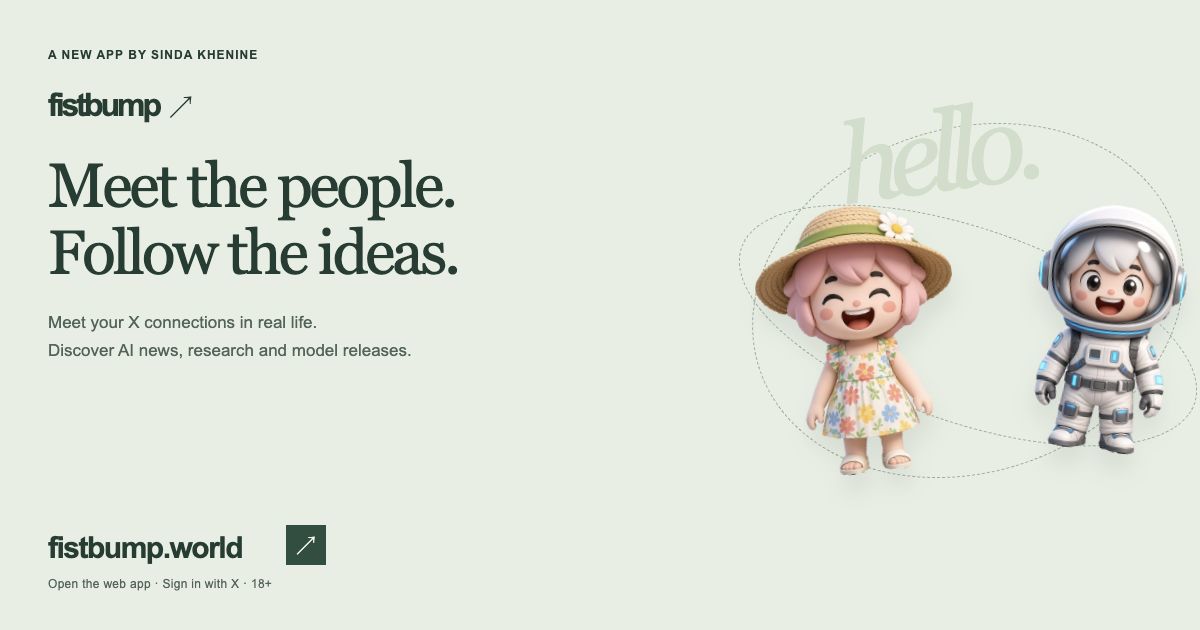 A NEW APP BY SINDA KHENINE
fistbump ↗
Meet the people.
Follow the ideas.
Meet your X connections in real life.
Discover AI news, research and model releases.
hello.
fistbump.world ↗
Open the web app · Sign in with X · 18+